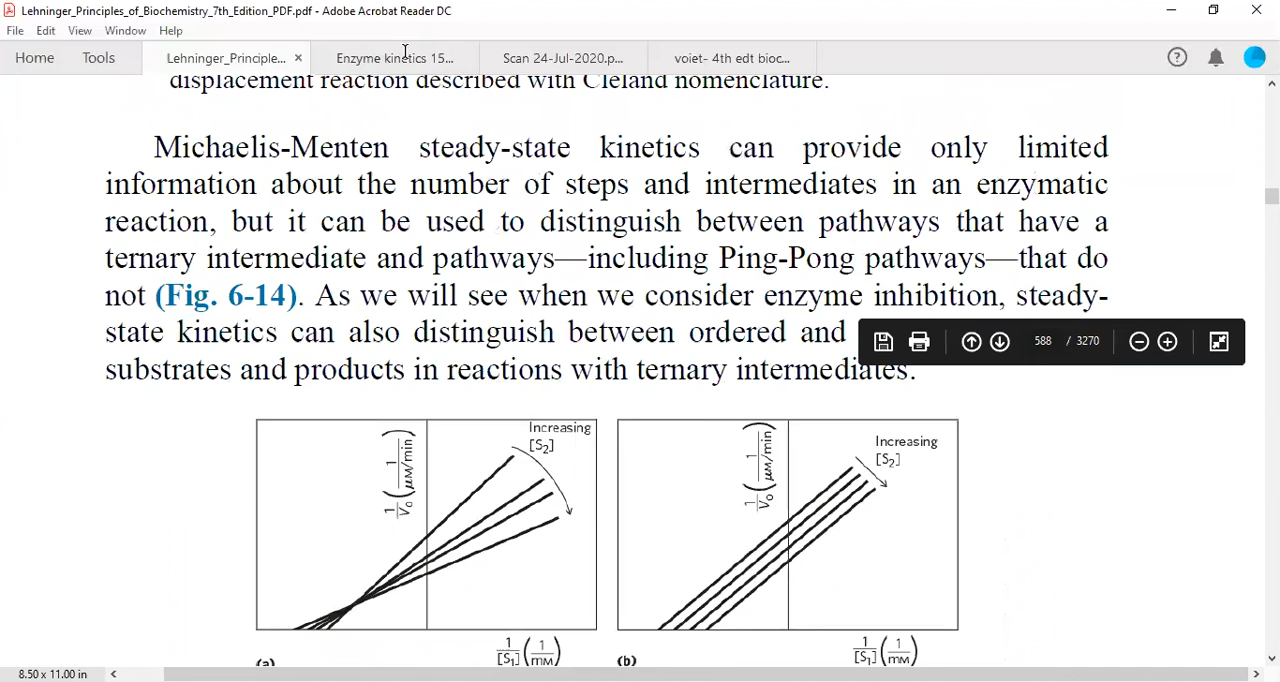 Lehninger_Principles_of_Biochemistry_7th_Edition_PDF.pdf - Adobe Acrobat Reader DC
File Edit View Window Help
Home Tools Lehninger_Principle... × Enzyme kinetics 15... Scan 24-Jul-2020.p... voiet- 4th edt bioc...
displacement reaction described with Cleland nomenclature.
Michaelis-Menten steady-state kinetics can provide only limited
information about the number of steps and intermediates in an enzymatic
reaction, but it can be used to distinguish between pathways that have a
ternary intermediate and pathways—including Ping-Pong pathways—that do
not (Fig. 6-14). As we will see when we consider enzyme inhibition, steady-
state kinetics can also distinguish between ordered and
588 / 3270
substrates and products in reactions with ternary intermediates.
Increasing
[S₂]
1/V₀ (1/μM/min)
1/[S₁] (1/mM)
(a)
Increasing
[S₂]
1/V₀ (1/μM/min)
1/[S₁] (1/mM)
(b)
8.50 x 11.00 in